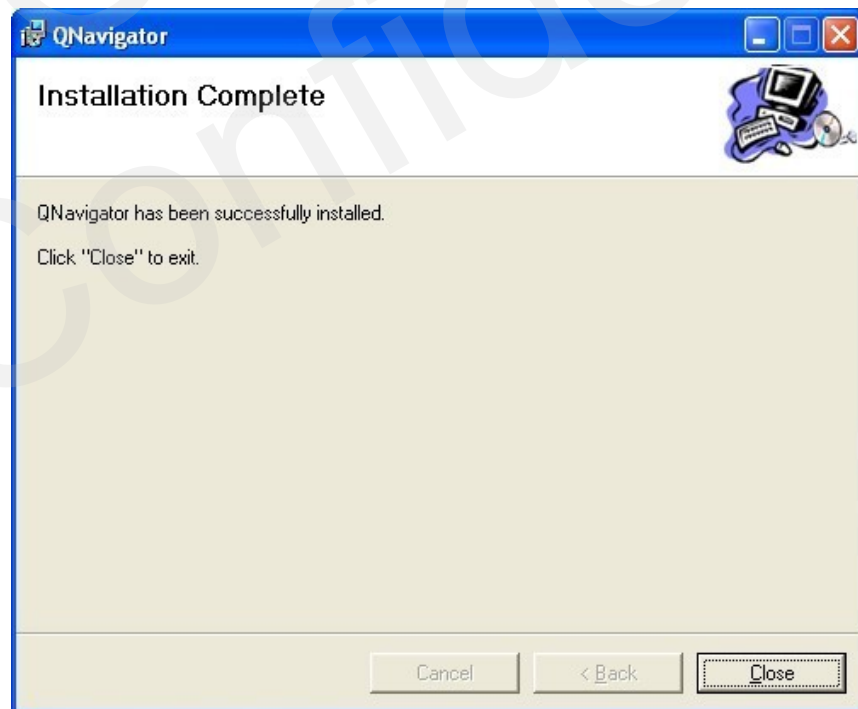 QNavigator
Installation Complete
QNavigator has been successfully installed.
Click "Close" to exit.
Cancel
< Back
Close